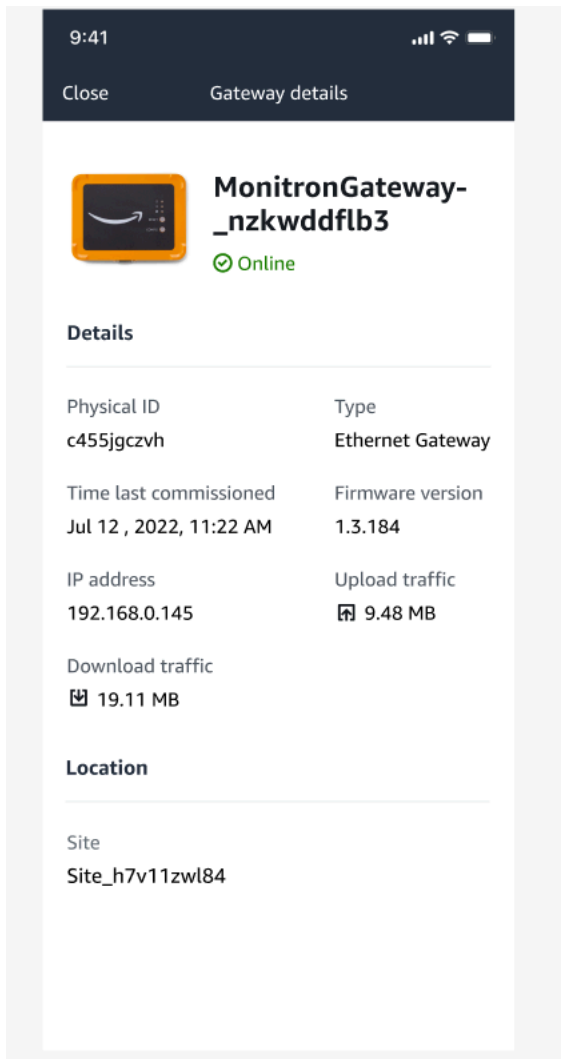 9:41
Close Gateway details
MonitronGateway-
_nzkwddflb3
Online
Details
Physical ID Type
c455jgczvh Ethernet Gateway
Time last commissioned Firmware version
Jul 12 , 2022, 11:22 AM 1.3.184
IP address Upload traffic
192.168.0.145 9.48 MB
Download traffic
19.11 MB
Location
Site
Site_h7v11zwl84